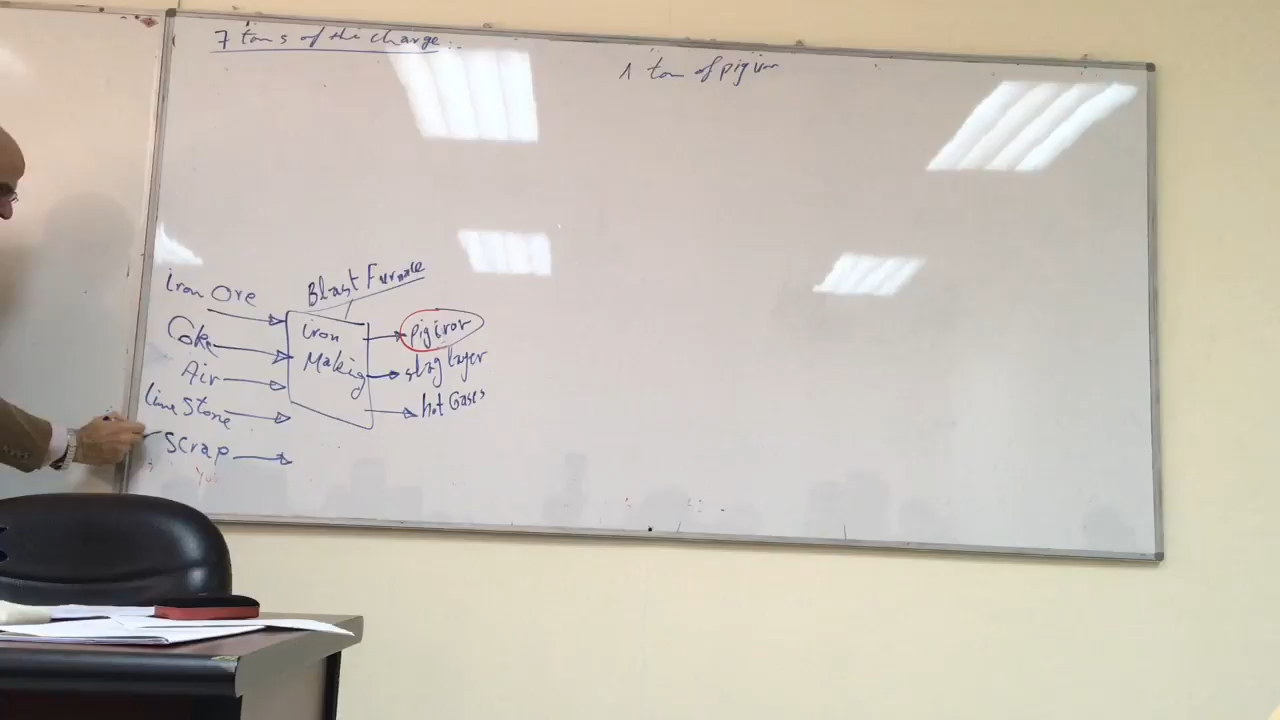 7 tons of the charge..
1 ton of pig iron
Blast Furnace
Iron Ore
Coke
Air
Lime Stone
Scrap
Iron
Making
pig iron
slag layer
hot Gases